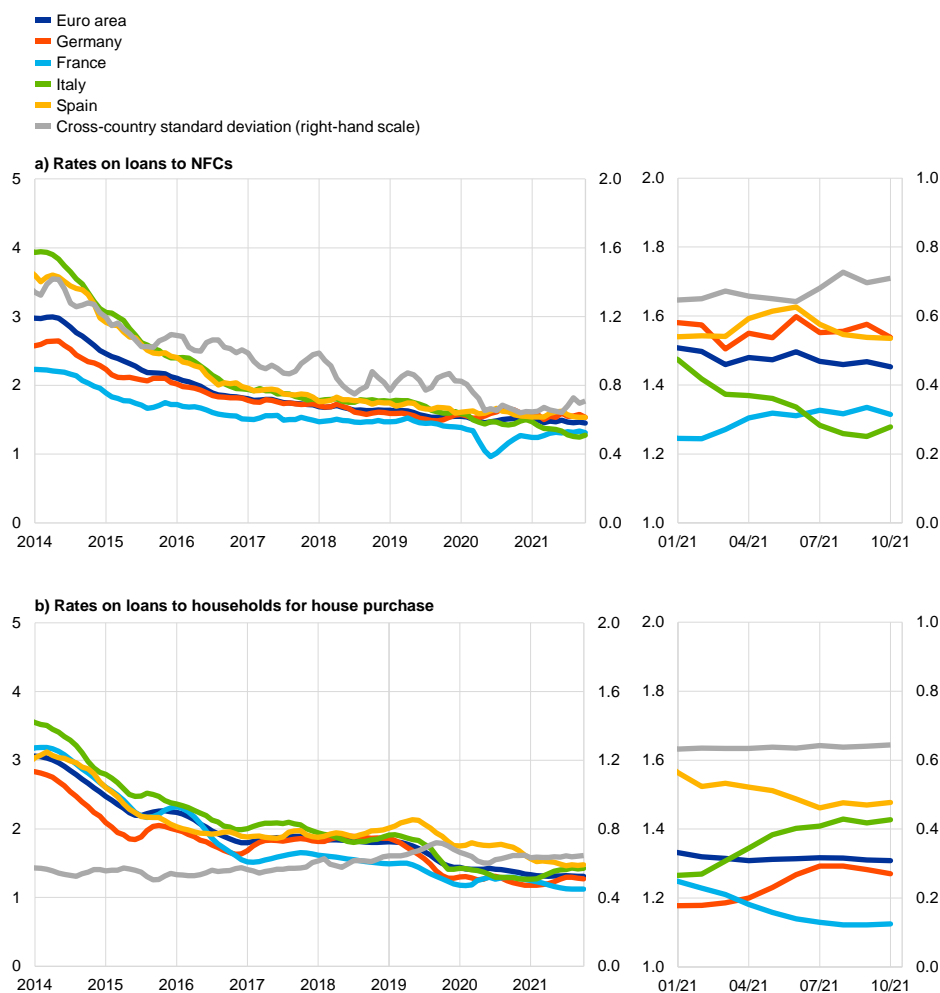 Euro area
Germany
France
Italy
Spain
Cross-country standard deviation (right-hand scale)
a) Rates on loans to NFCs
5 2.0 2.0 1.0
4 1.6 1.8 0.8
3 1.2 1.6 0.6
2 0.8 1.4 0.4
1 0.4 1.2 0.2
0 0.0 1.0 0.0
2014 2015 2016 2017 2018 2019 2020 2021 01/21 04/21 07/21 10/21
b) Rates on loans to households for house purchase
5 2.0 2.0 1.0
4 1.6 1.8 0.8
3 1.2 1.6 0.6
2 0.8 1.4 0.4
1 0.4 1.2 0.2
0 0.0 1.0 0.0
2014 2015 2016 2017 2018 2019 2020 2021 01/21 04/21 07/21 10/21